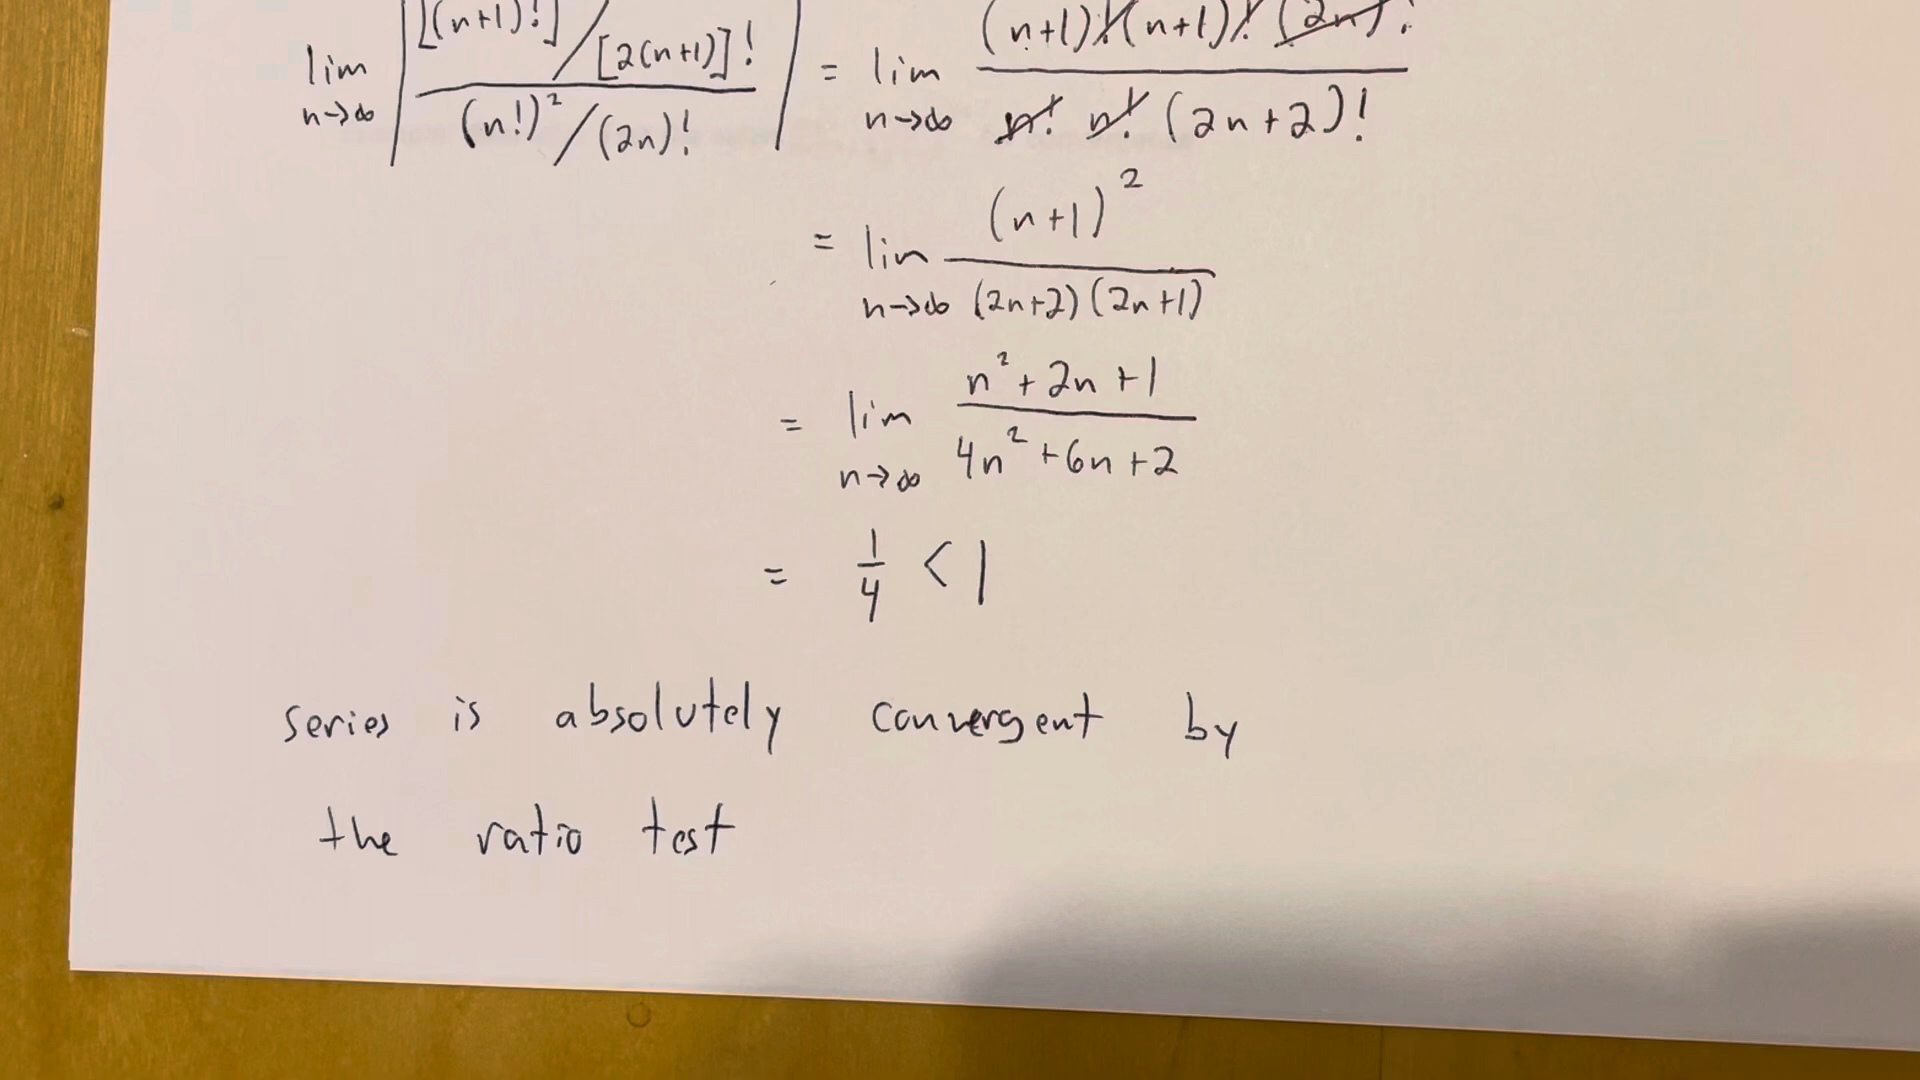 lim n→∞ | [(n+1)!] / [2(n+1)]! / (n!)² / (2n)! | = lim n→∞ (n+1)! (n+1)! (2n)! / n! n! (2n+2)!
= lim n→∞ (n+1)² / (2n+2)(2n+1)
= lim n→∞ n² + 2n + 1 / 4n² + 6n + 2
= 1/4 < 1
series is absolutely convergent by
the ratio test